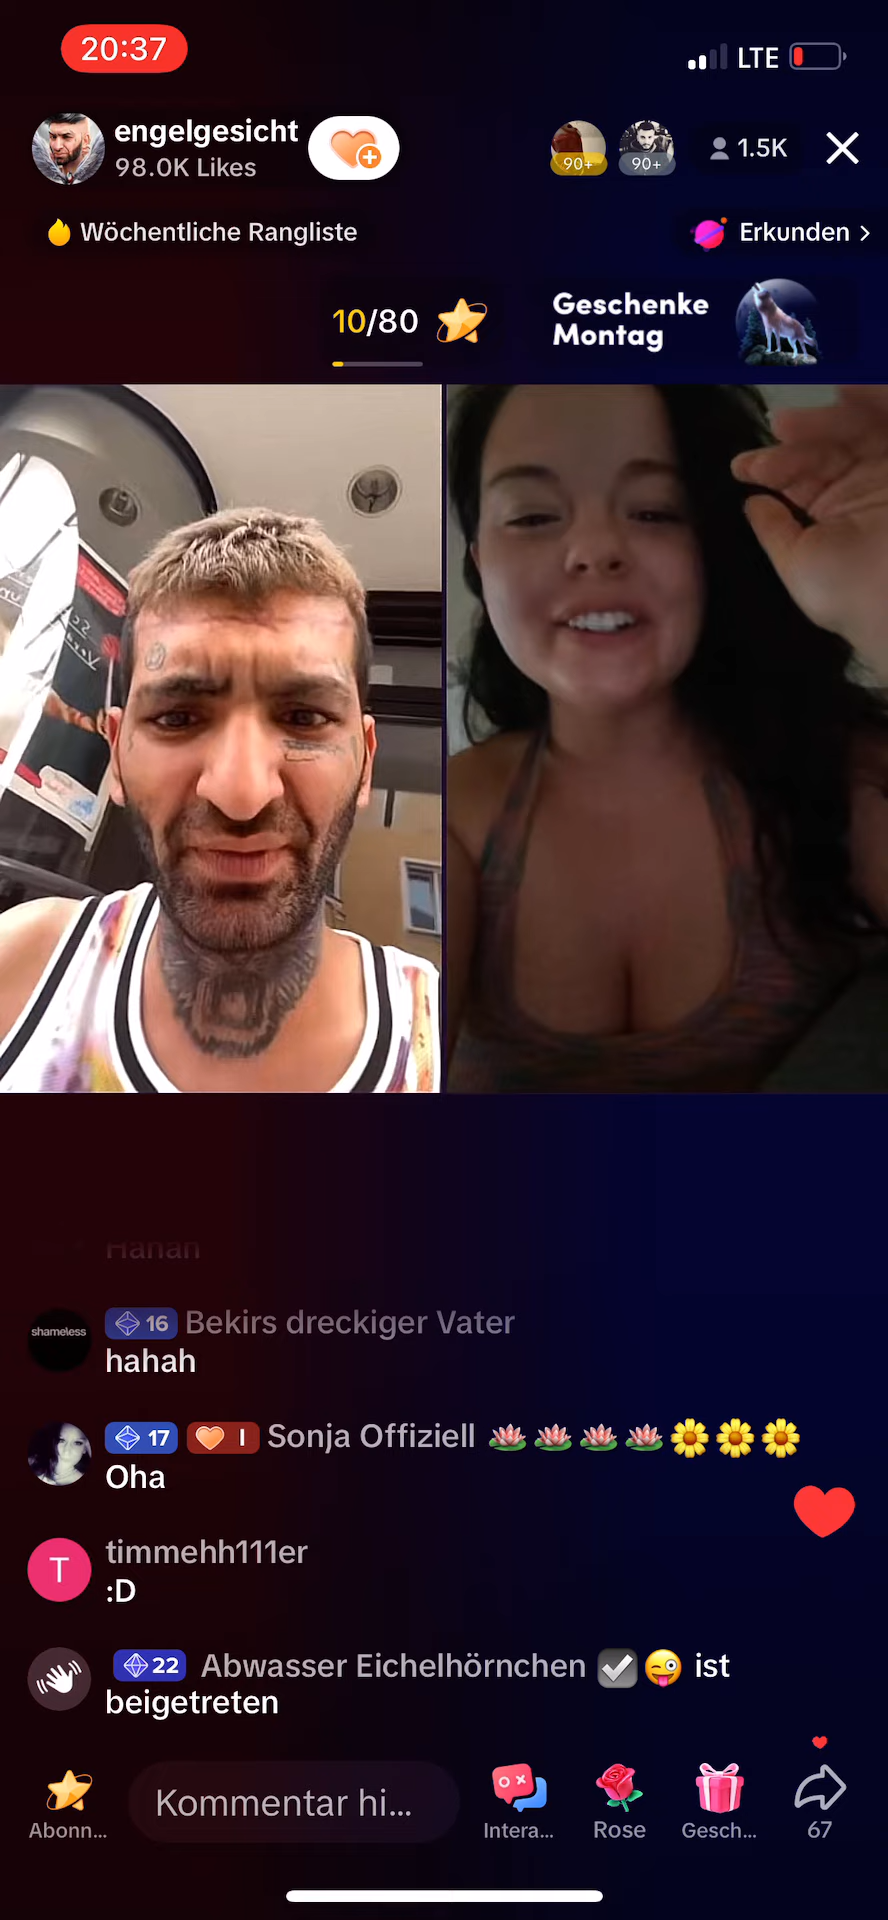 20:37
LTE
engelgesicht
98.0K Likes
90+
90+
1.5K
Wöchentliche Rangliste
Erkunden >
10/80
Geschenke
Montag
Hahah
shameless
16 Bekirs dreckiger Vater
hahah
17 I Sonja Offiziell 🪷🪷🪷🪷🌼🌼🌼
Oha
T
timmehh111er
:D
22 Abwasser Eichelhörnchen ☑️😜 ist
beigetreten
Abonn...
Kommentar hi...
Intera...
Rose
Gesch...
67